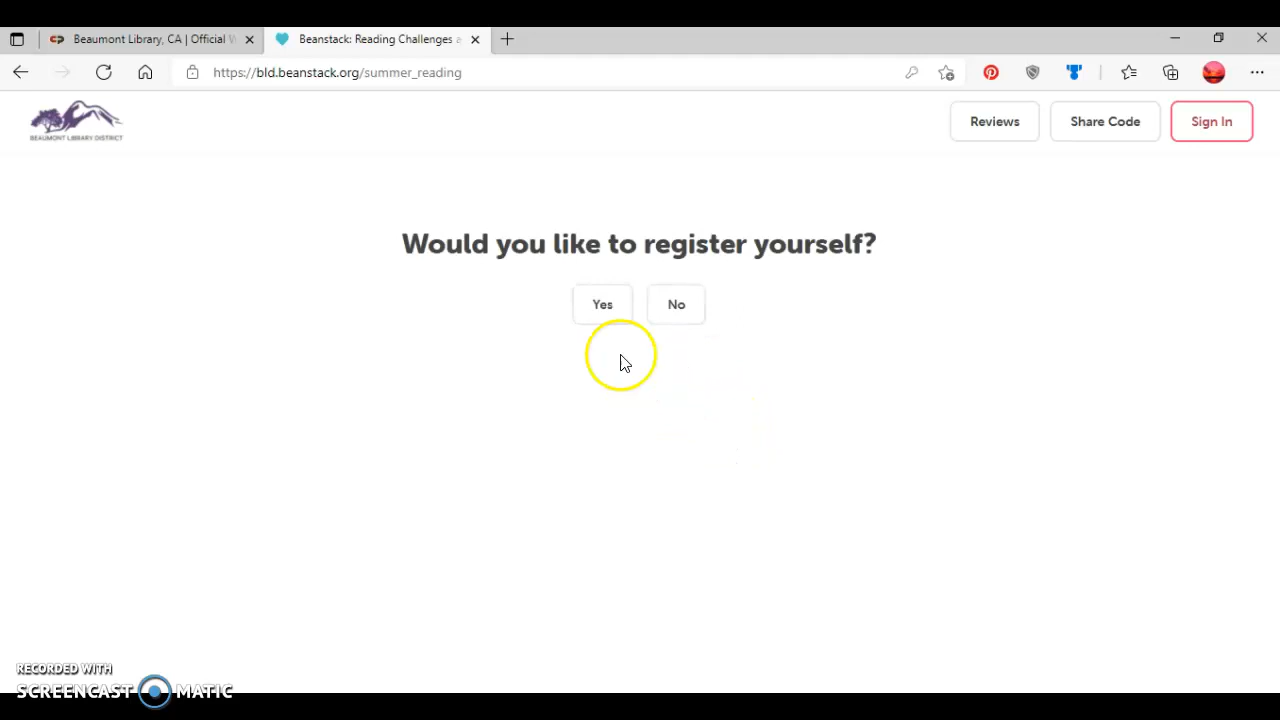 Beaumont Library, CA | Official W
Beanstack: Reading Challenges a
https://bld.beanstack.org/summer_reading
BEAUMONT LIBRARY DISTRICT
Reviews
Share Code
Sign In
Would you like to register yourself?
Yes
No
RECORDED WITH
SCREENCAST MATIC